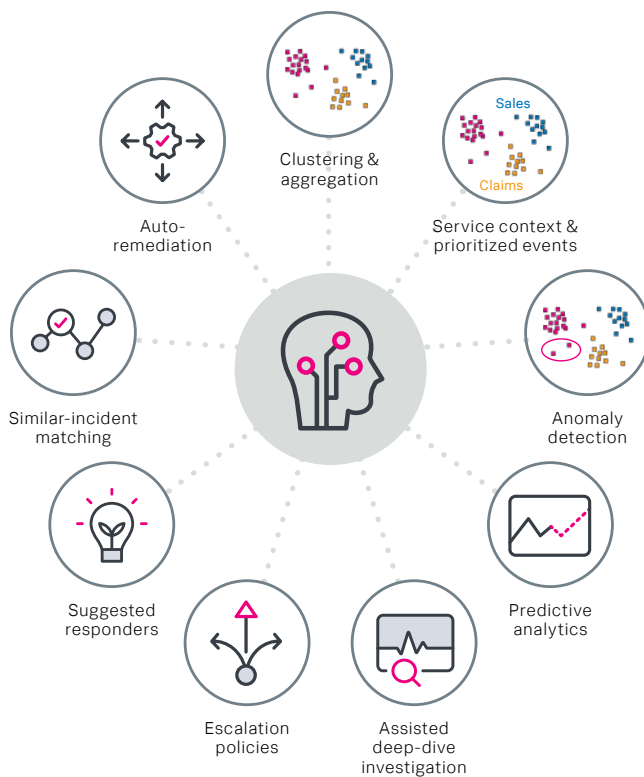 Clustering &
aggregation
Sales
Claims
Service context &
prioritized events
Anomaly
detection
Predictive
analytics
Assisted
deep-dive
investigation
Escalation
policies
Suggested
responders
Similar-incident
matching
Auto-
remediation